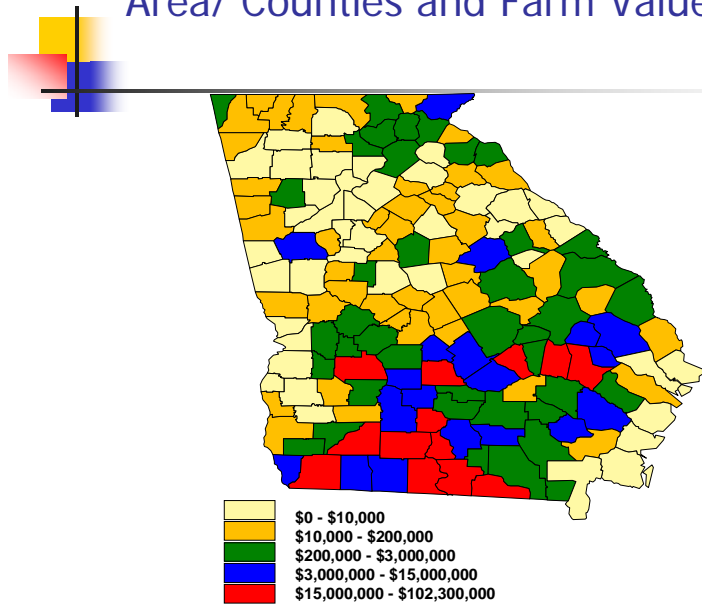 Area/ Counties and Farm Value
$0 - $10,000
$10,000 - $200,000
$200,000 - $3,000,000
$3,000,000 - $15,000,000
$15,000,000 - $102,300,000